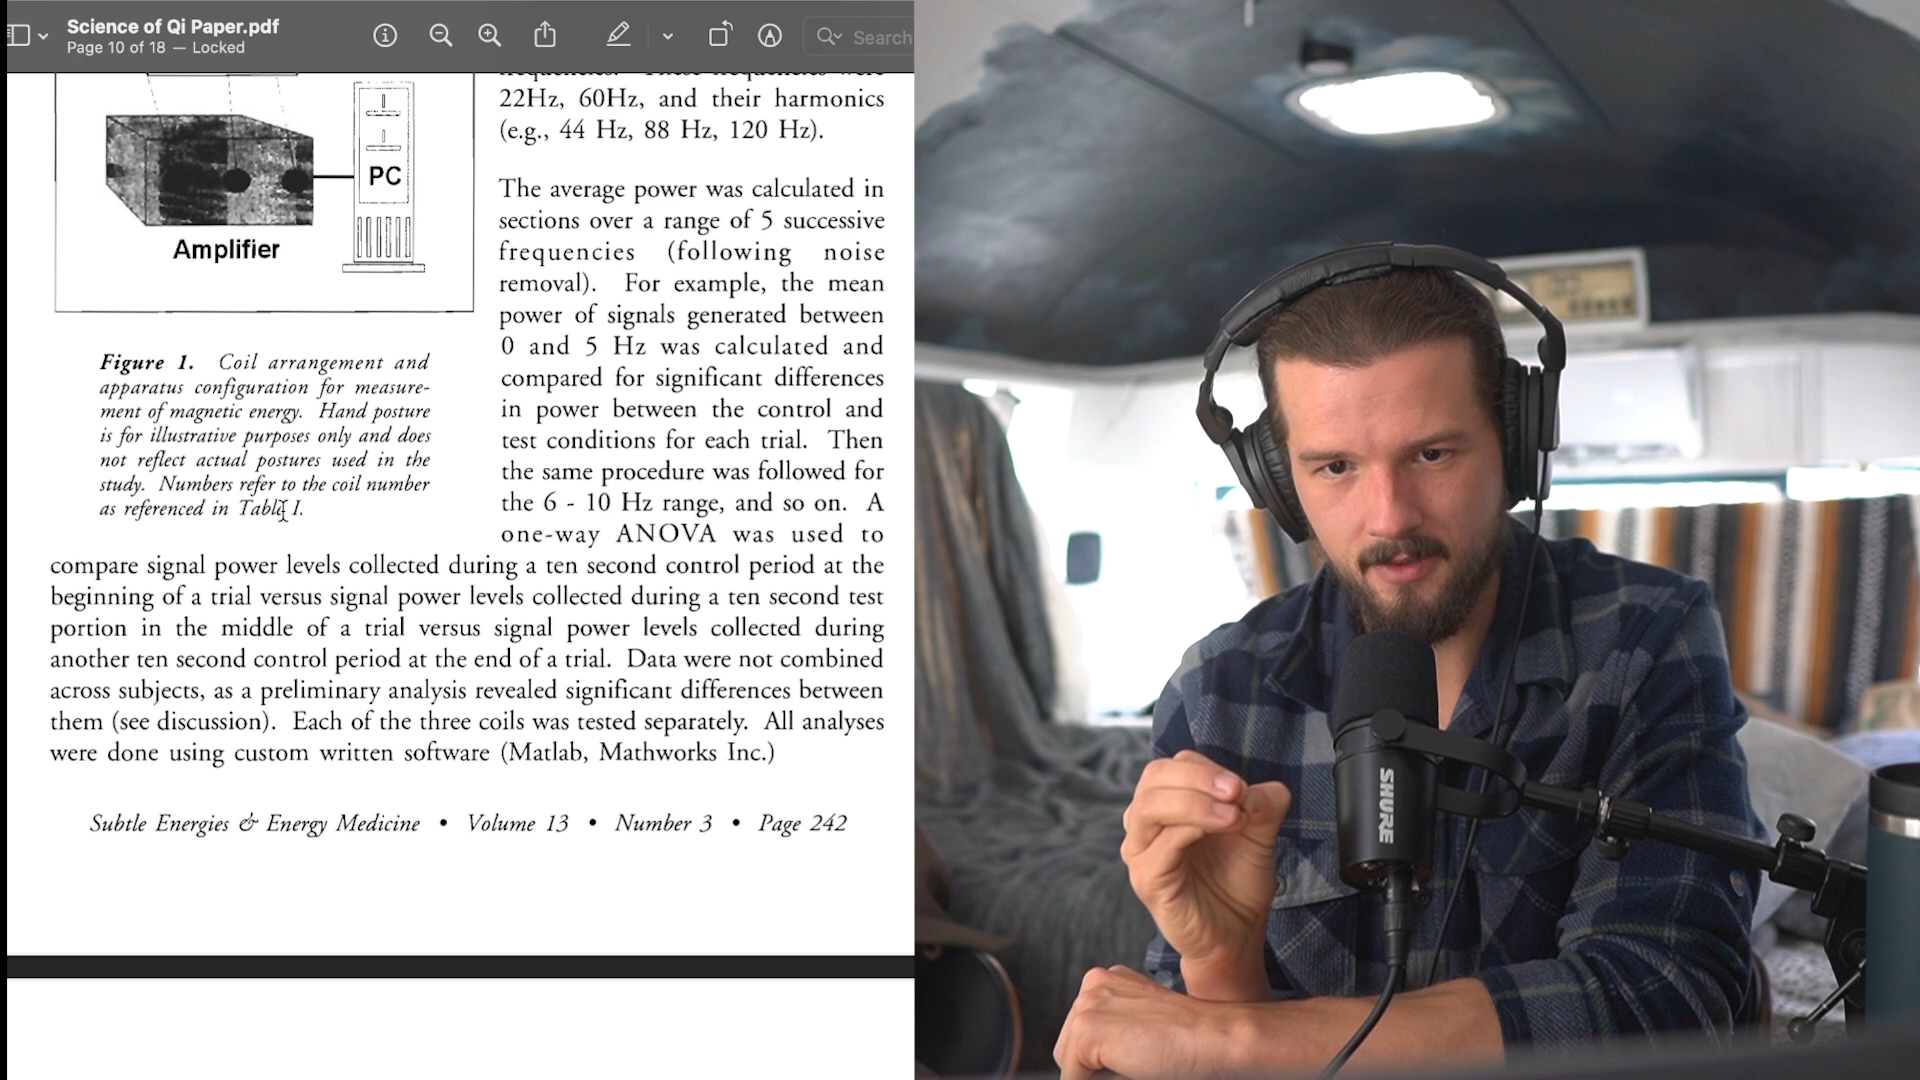 Science of Qi Paper.pdf
Page 10 of 18 — Locked
Search
frequencies. These frequencies were
22Hz, 60Hz, and their harmonics
(e.g., 44 Hz, 88 Hz, 120 Hz).
PC
Amplifier
The average power was calculated in
sections over a range of 5 successive
frequencies (following noise
removal). For example, the mean
power of signals generated between
0 and 5 Hz was calculated and
compared for significant differences
in power between the control and
test conditions for each trial. Then
the same procedure was followed for
the 6 - 10 Hz range, and so on. A
one-way ANOVA was used to
Figure 1. Coil arrangement and
apparatus configuration for measure-
ment of magnetic energy. Hand posture
is for illustrative purposes only and does
not reflect actual postures used in the
study. Numbers refer to the coil number
as referenced in Table I.
compare signal power levels collected during a ten second control period at the
beginning of a trial versus signal power levels collected during a ten second test
portion in the middle of a trial versus signal power levels collected during
another ten second control period at the end of a trial. Data were not combined
across subjects, as a preliminary analysis revealed significant differences between
them (see discussion). Each of the three coils was tested separately. All analyses
were done using custom written software (Matlab, Mathworks Inc.)
Subtle Energies & Energy Medicine • Volume 13 • Number 3 • Page 242
SHURE